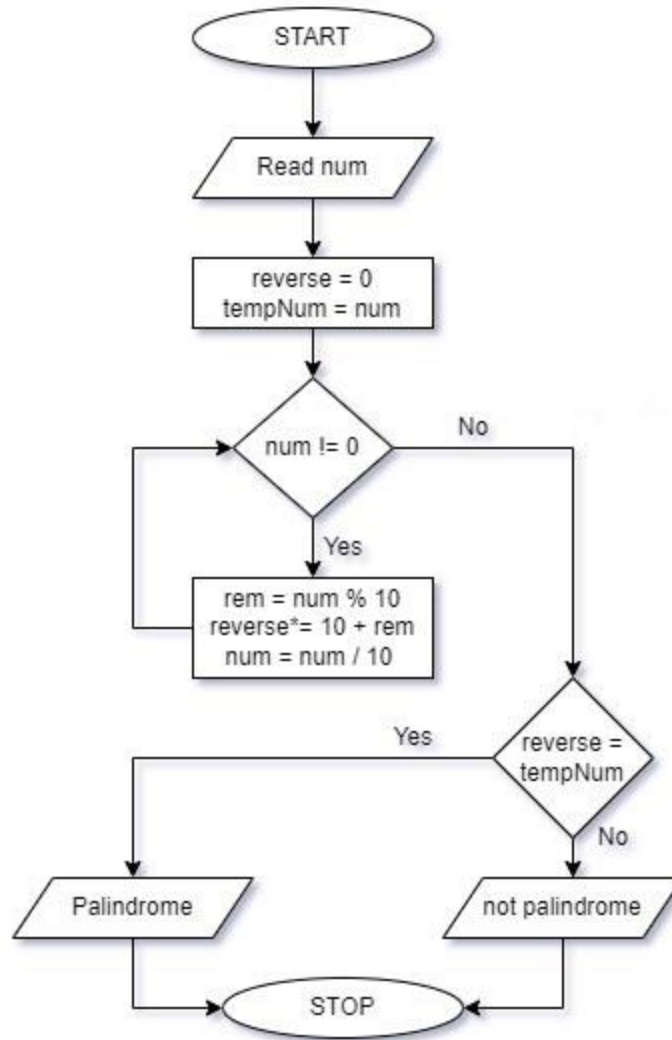 START
Read num
reverse = 0
tempNum = num
num != 0
No
Yes
rem = num % 10
reverse*= 10 + rem
num = num / 10
Yes
reverse =
tempNum
No
Palindrome
not palindrome
STOP